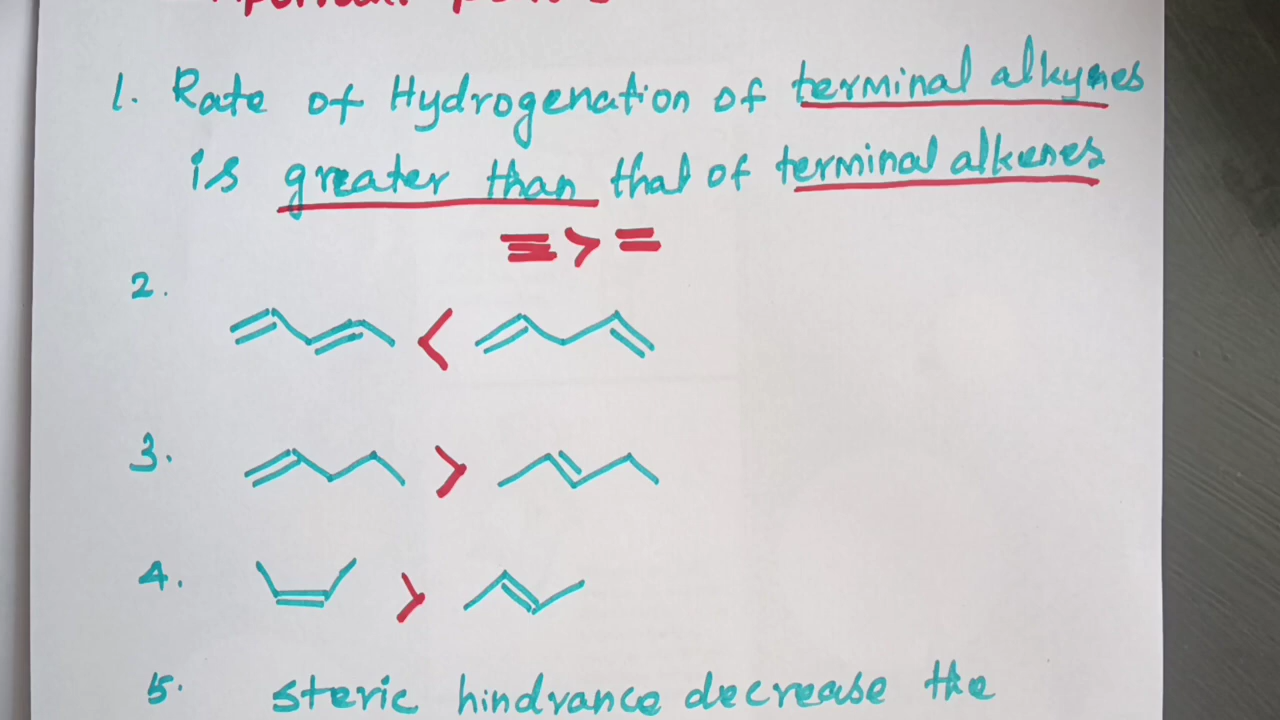 1. Rate of Hydrogenation of terminal alkynes
is greater than that of terminal alkenes
≡ > =
2. <
3. >
4. >
5. Steric hindrance decrease the